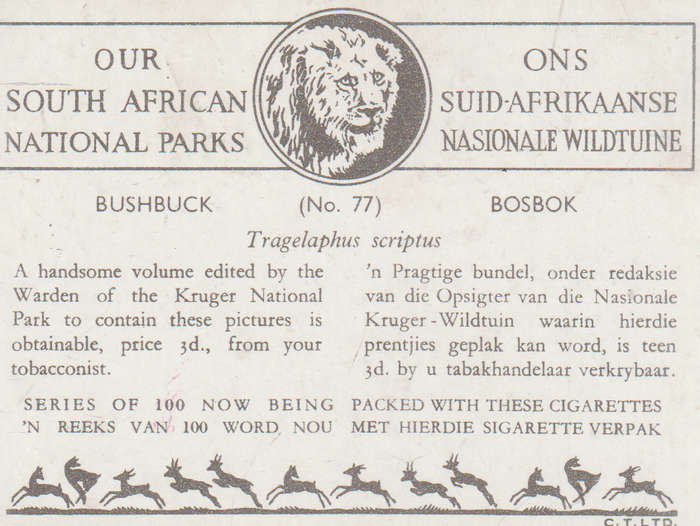 OUR
SOUTH AFRICAN
NATIONAL PARKS
ONS
SUID-AFRIKAANSE
NASIONALE WILDTUINE
BUSHBUCK (No. 77) BOSBOK
Tragelaphus scriptus
A handsome volume edited by the
Warden of the Kruger National
Park to contain these pictures is
obtainable, price 3d., from your
tobacconist.
'n Pragtige bundel, onder redaksie
van die Opsigter van die Nasionale
Kruger-Wildtuin waarin hierdie
prentjies geplak kan word, is teen
3d. by u tabakhandelaar verkrybaar.
SERIES OF 100 NOW BEING PACKED WITH THESE CIGARETTES
'N REEKS VAN 100 WORD NOU MET HIERDIE SIGARETTE VERPAK
C.T.LTD.